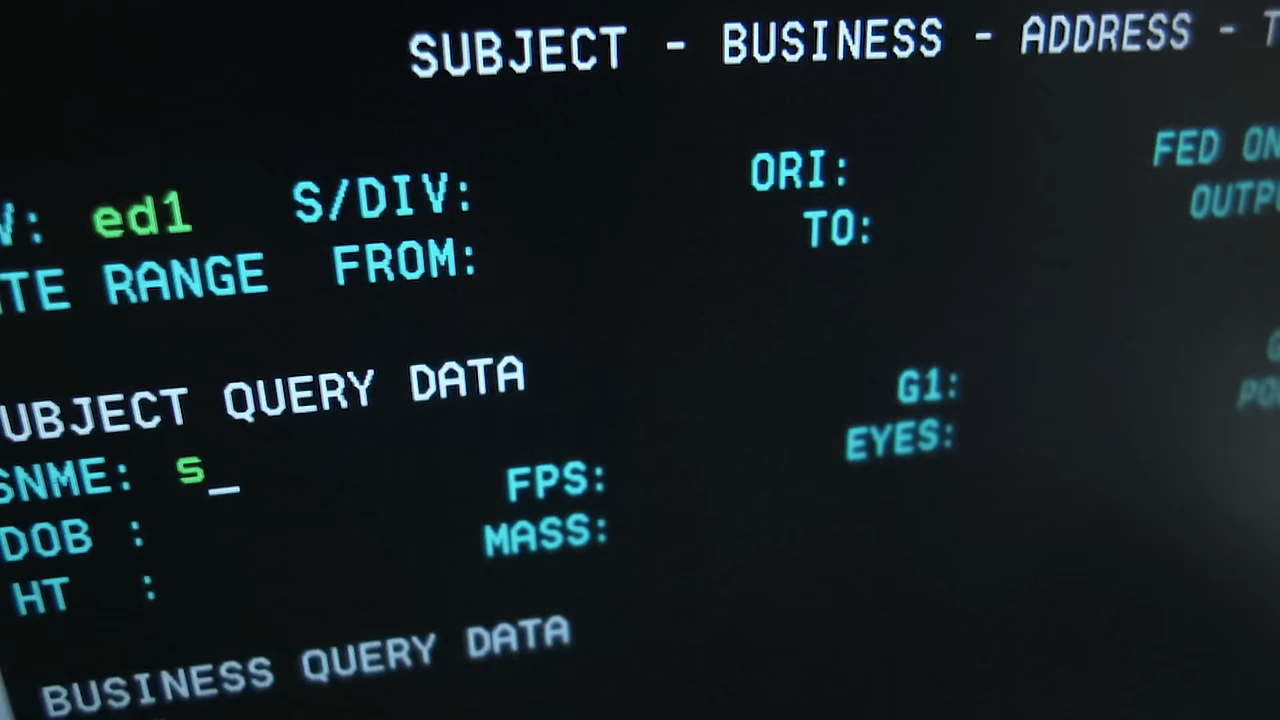 SUBJECT - BUSINESS - ADDRESS - T
V: ed1 S/DIV: ORI: FED ON
TE RANGE FROM: TO: OUTPU
UBJECT QUERY DATA
SNME: s_ FPS: G1:
DOB : MASS: EYES:
HT :
BUSINESS QUERY DATA